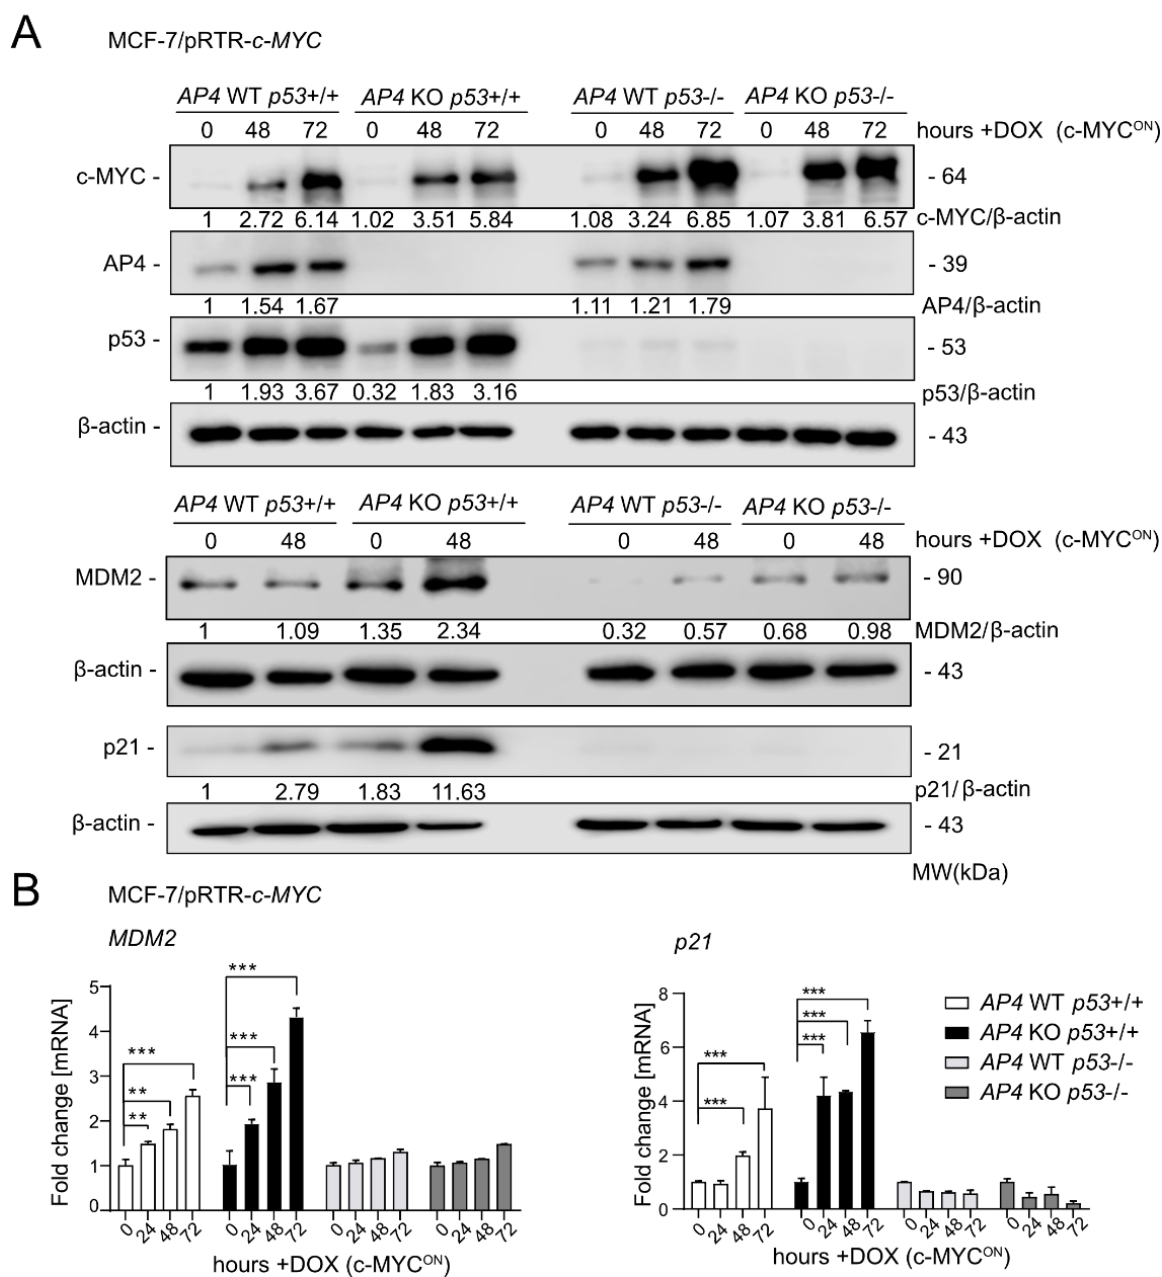 A
MCF-7/pRTR-c-MYC
AP4 WT p53+/+ AP4 KO p53+/+ AP4 WT p53-/- AP4 KO p53-/-
0 48 72 0 48 72 0 48 72 0 48 72 hours +DOX (c-MYCON)
c-MYC - - 64
1 2.72 6.14 1.02 3.51 5.84 1.08 3.24 6.85 1.07 3.81 6.57 c-MYC/β-actin
AP4 - - 39
1 1.54 1.67 1.11 1.21 1.79 AP4/β-actin
p53 - - 53
1 1.93 3.67 0.32 1.83 3.16 p53/β-actin
β-actin - - 43
AP4 WT p53+/+ AP4 KO p53+/+ AP4 WT p53-/- AP4 KO p53-/-
0 48 0 48 0 48 0 48 hours +DOX (c-MYCON)
MDM2 - - 90
1 1.09 1.35 2.34 0.32 0.57 0.68 0.98 MDM2/β-actin
β-actin - - 43
p21 - - 21
1 2.79 1.83 11.63 p21/β-actin
β-actin - - 43
MW(kDa)
B
MCF-7/pRTR-c-MYC
MDM2
Fold change [mRNA]
5
4
3
2
1
0
*** ** ** *** *** ***
0 24 48 72 0 24 48 72 0 24 48 72 0 24 48 72
hours +DOX (c-MYCON)
p21
Fold change [mRNA]
8
6
4
2
0
*** *** *** *** ***
0 24 48 72 0 24 48 72 0 24 48 72 0 24 48 72
hours +DOX (c-MYCON)
AP4 WT p53+/+
AP4 KO p53+/+
AP4 WT p53-/-
AP4 KO p53-/-